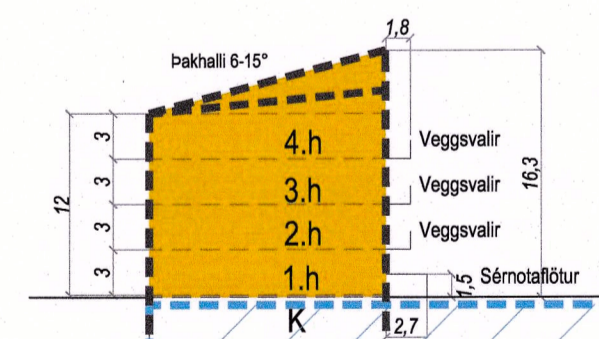 1,8
Þakhalli 6-15°
4.h
Veggsvalir
3
3.h
Veggsvalir
3
16,3
12
2.h
Veggsvalir
3
1.h
Sérnotaflötur
3
1,5
K
2,7